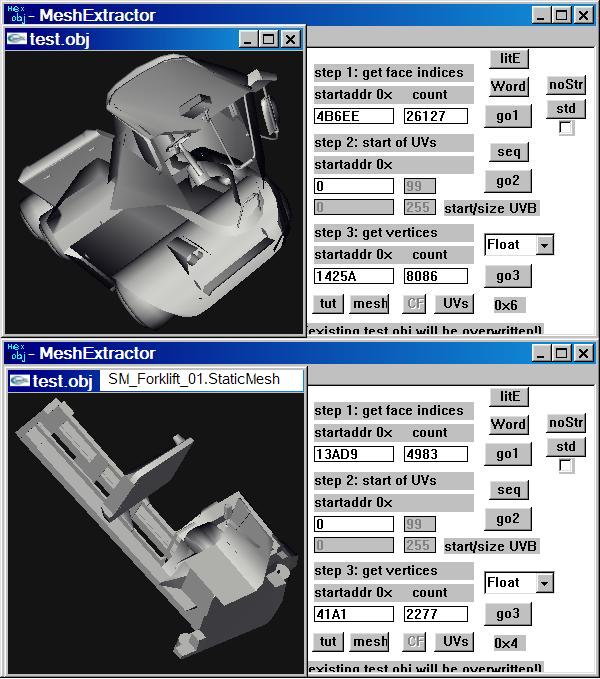 Hex obj - MeshExtractor
test.obj
litE
step 1: get face indices
startaddr 0x count
Word
noStr
4B6EE 26127
go1
std
step 2: start of UVs
seq
startaddr 0x
0 99
go2
0 255 start/size UVB
step 3: get vertices
startaddr 0x count
Float
1425A 8086
go3
tut mesh CF UVs 0x6
existing test.obj will be overwritten!)
Hex obj - MeshExtractor
test.obj SM_Forklift_01.StaticMesh
litE
step 1: get face indices
startaddr 0x count
Word
noStr
13AD9 4983
go1
std
step 2: start of UVs
seq
startaddr 0x
0 99
go2
0 255 start/size UVB
step 3: get vertices
startaddr 0x count
Float
41A1 2277
go3
tut mesh CF UVs 0x4
existing test.obj will be overwritten!)